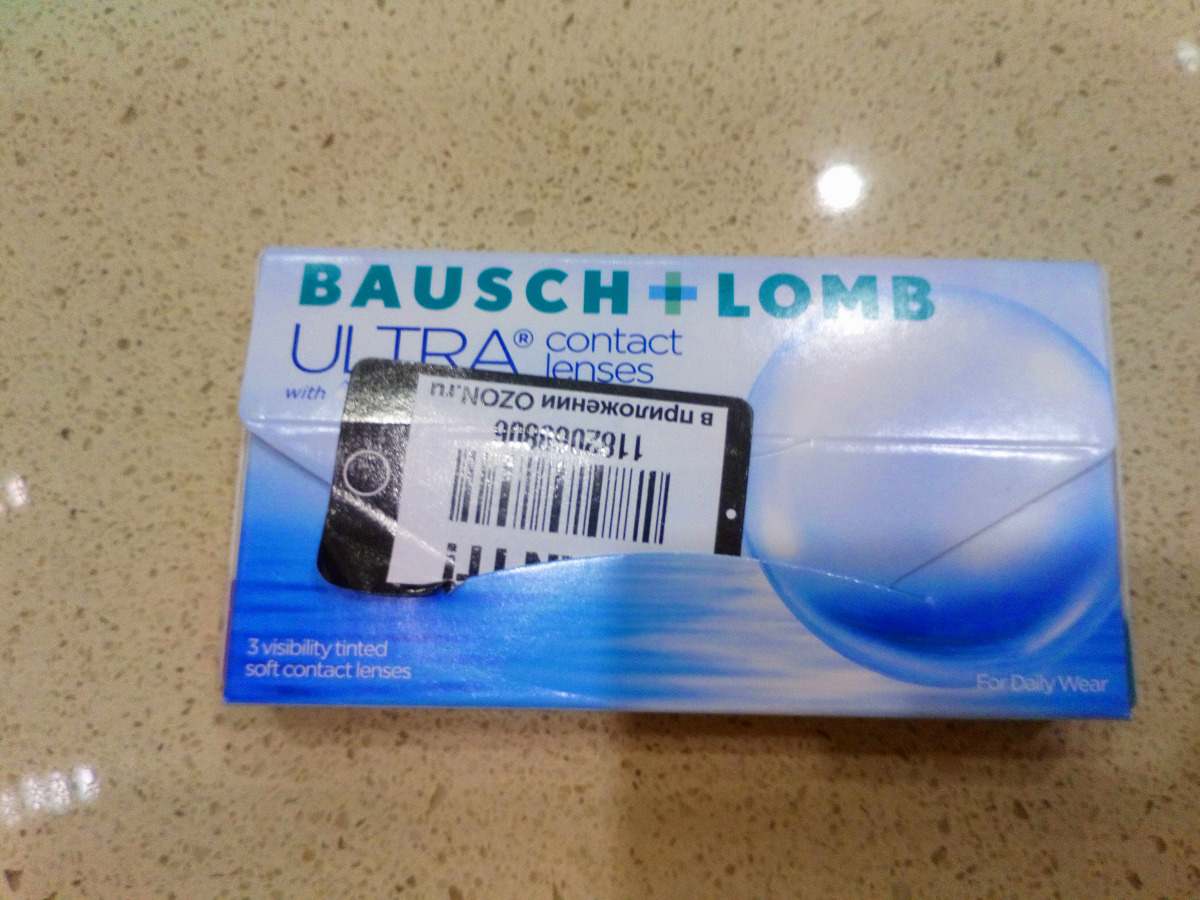 BAUSCH + LOMB
ULTRA® contact
lenses
with
в приложении OZON.ru
3 visibility tinted
soft contact lenses
For Daily Wear